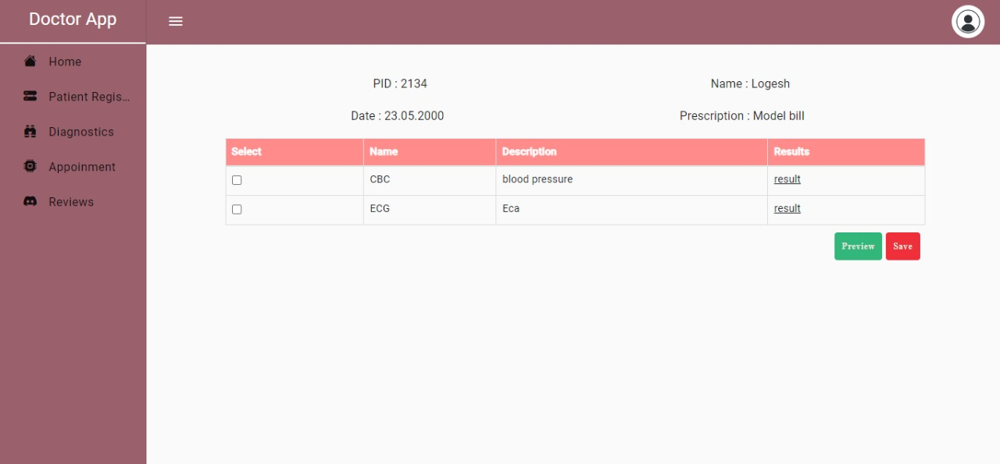 Doctor App
Home
Patient Regis...
Diagnostics
Appoinment
Reviews
PID : 2134 Name : Logesh
Date : 23.05.2000 Prescription : Model bill
Select Name Description Results
CBC blood pressure result
ECG Eca result
Preview Save